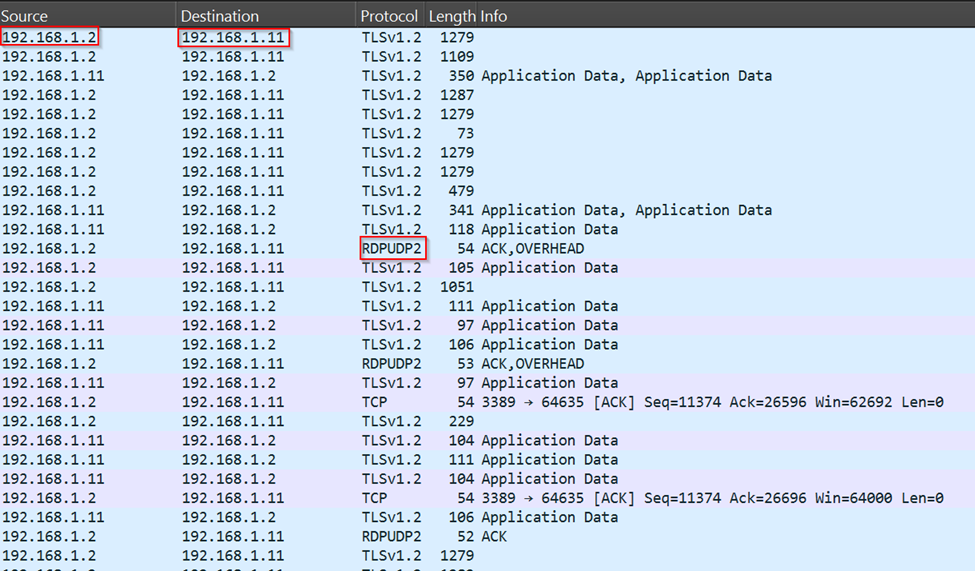 Source Destination Protocol Length Info
192.168.1.2 192.168.1.11 TLSv1.2 1279
192.168.1.2 192.168.1.11 TLSv1.2 1109
192.168.1.11 192.168.1.2 TLSv1.2 350 Application Data, Application Data
192.168.1.2 192.168.1.11 TLSv1.2 1287
192.168.1.2 192.168.1.11 TLSv1.2 1279
192.168.1.2 192.168.1.11 TLSv1.2 73
192.168.1.2 192.168.1.11 TLSv1.2 1279
192.168.1.2 192.168.1.11 TLSv1.2 1279
192.168.1.2 192.168.1.11 TLSv1.2 479
192.168.1.11 192.168.1.2 TLSv1.2 341 Application Data, Application Data
192.168.1.11 192.168.1.2 TLSv1.2 118 Application Data
192.168.1.2 192.168.1.11 RDPUDP2 54 ACK,OVERHEAD
192.168.1.2 192.168.1.11 TLSv1.2 105 Application Data
192.168.1.2 192.168.1.11 TLSv1.2 1051
192.168.1.11 192.168.1.2 TLSv1.2 111 Application Data
192.168.1.11 192.168.1.2 TLSv1.2 97 Application Data
192.168.1.11 192.168.1.2 TLSv1.2 106 Application Data
192.168.1.2 192.168.1.11 RDPUDP2 53 ACK,OVERHEAD
192.168.1.11 192.168.1.2 TLSv1.2 97 Application Data
192.168.1.2 192.168.1.11 TCP 54 3389 → 64635 [ACK] Seq=11374 Ack=26596 Win=62692 Len=0
192.168.1.2 192.168.1.11 TLSv1.2 229
192.168.1.11 192.168.1.2 TLSv1.2 104 Application Data
192.168.1.11 192.168.1.2 TLSv1.2 111 Application Data
192.168.1.11 192.168.1.2 TLSv1.2 104 Application Data
192.168.1.2 192.168.1.11 TCP 54 3389 → 64635 [ACK] Seq=11374 Ack=26696 Win=64000 Len=0
192.168.1.11 192.168.1.2 TLSv1.2 106 Application Data
192.168.1.2 192.168.1.11 RDPUDP2 52 ACK
192.168.1.2 192.168.1.11 TLSv1.2 1279